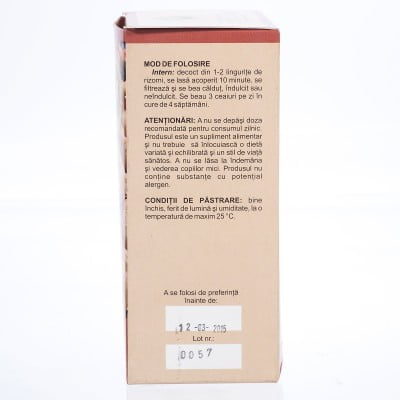 MOD DE FOLOSIRE
Intern: decoct din 1-2 lingurițe de
rizomi, se lasă acoperit 10 minute, se
filtrează și se bea călduț, îndulcit sau
neîndulcit. Se beau 3 ceaiuri pe zi în
cure de 4 săptămâni.
ATENȚIONĂRI: A nu se depăși doza
recomandată pentru consumul zilnic.
Produsul este un supliment alimentar
și nu trebuie să înlocuiască o dietă
variată și echilibrată și un stil de viață
sănătos. A nu se lăsa la îndemâna
și vederea copiilor mici. Produsul nu
conține substanțe cu potențial
alergen.
CONDIȚII DE PĂSTRARE: bine
închis, ferit de lumină și umiditate, la o
temperatură de maxim 25 °C.
A se folosi de preferință
înainte de:
12-03-2015
Lot nr.:
0057